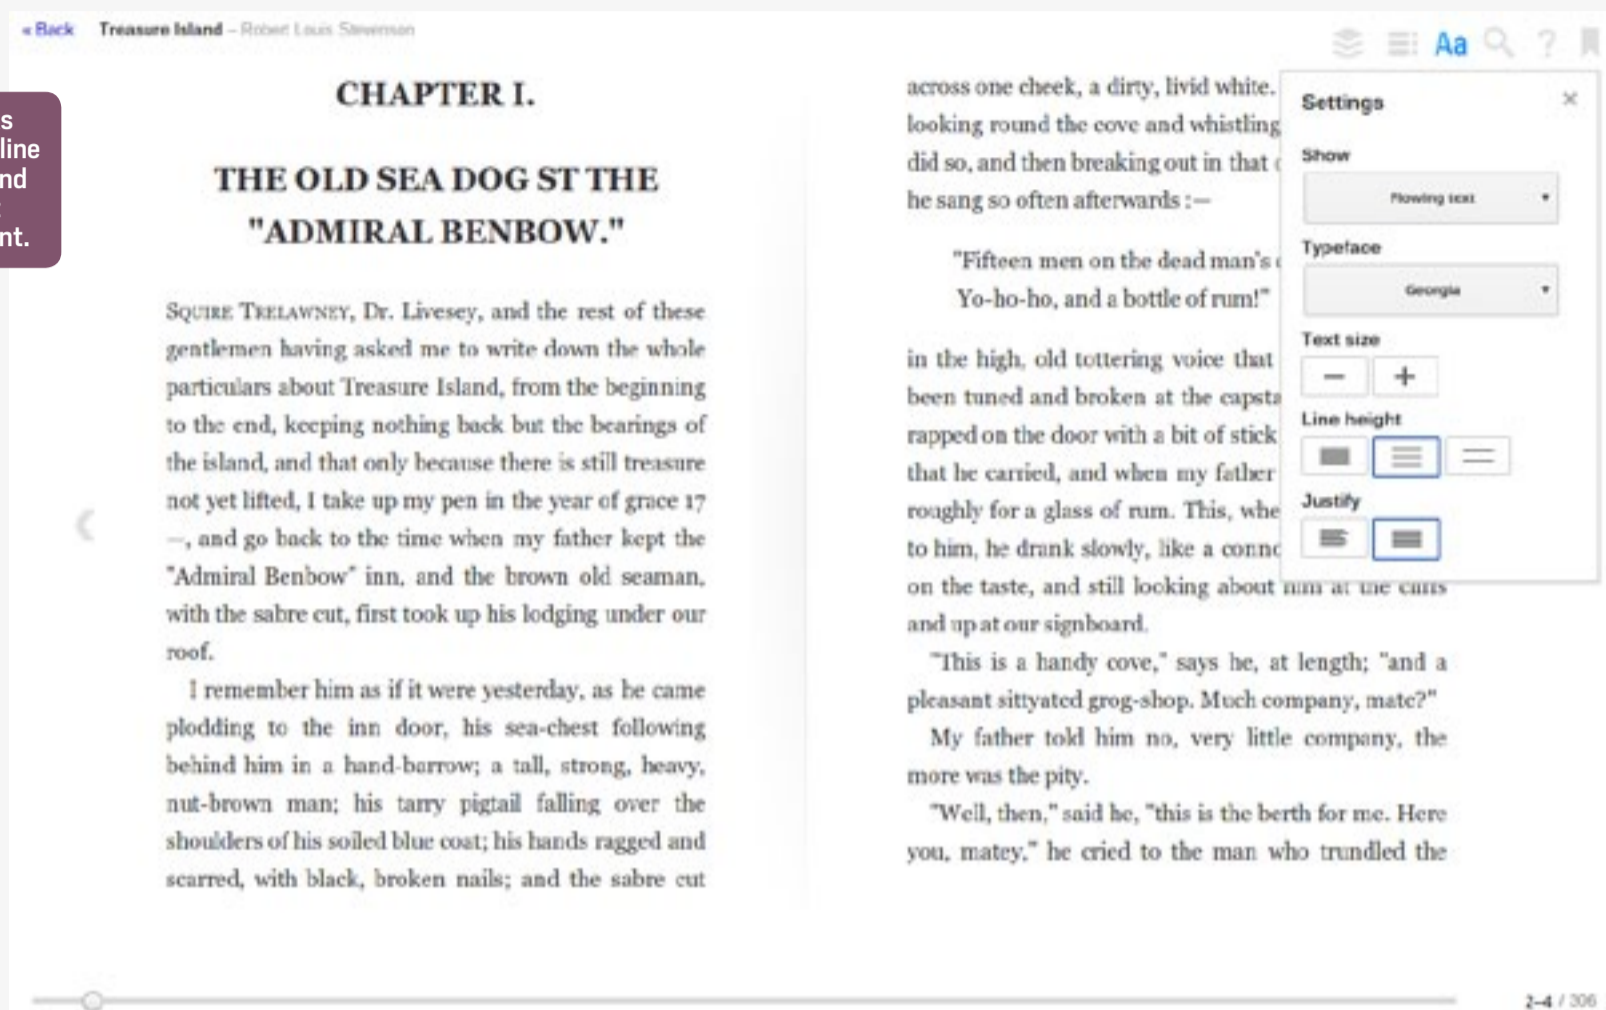 « Back Treasure Island – Robert Louis Stevenson
Aa ?
s
line
nd
nt.
CHAPTER I.
THE OLD SEA DOG ST THE
"ADMIRAL BENBOW."
SQUIRE TRELAWNEY, Dr. Livesey, and the rest of these
gentlemen having asked me to write down the whole
particulars about Treasure Island, from the beginning
to the end, keeping nothing back but the bearings of
the island, and that only because there is still treasure
not yet lifted, I take up my pen in the year of grace 17
—, and go back to the time when my father kept the
"Admiral Benbow" inn, and the brown old seaman,
with the sabre cut, first took up his lodging under our
roof.
I remember him as if it were yesterday, as he came
plodding to the inn door, his sea-chest following
behind him in a hand-barrow; a tall, strong, heavy,
nut-brown man; his tarry pigtail falling over the
shoulders of his soiled blue coat; his hands ragged and
scarred, with black, broken nails; and the sabre cut
across one cheek, a dirty, livid white.
looking round the cove and whistling
did so, and then breaking out in that
he sang so often afterwards :—
"Fifteen men on the dead man's
Yo-ho-ho, and a bottle of rum!"
in the high, old tottering voice that
been tuned and broken at the capsta
rapped on the door with a bit of stick
that he carried, and when my father
roughly for a glass of rum. This, whe
to him, he drank slowly, like a conno
on the taste, and still looking about him at the cliffs
and up at our signboard.
"This is a handy cove," says he, at length; "and a
pleasant sittyated grog-shop. Much company, mate?"
My father told him no, very little company, the
more was the pity.
"Well, then," said he, "this is the berth for me. Here
you, matey," he cried to the man who trundled the
Settings ×
Show
Flowing text
Typeface
Georgia
Text size
− +
Line height
Justify
2–4 / 306